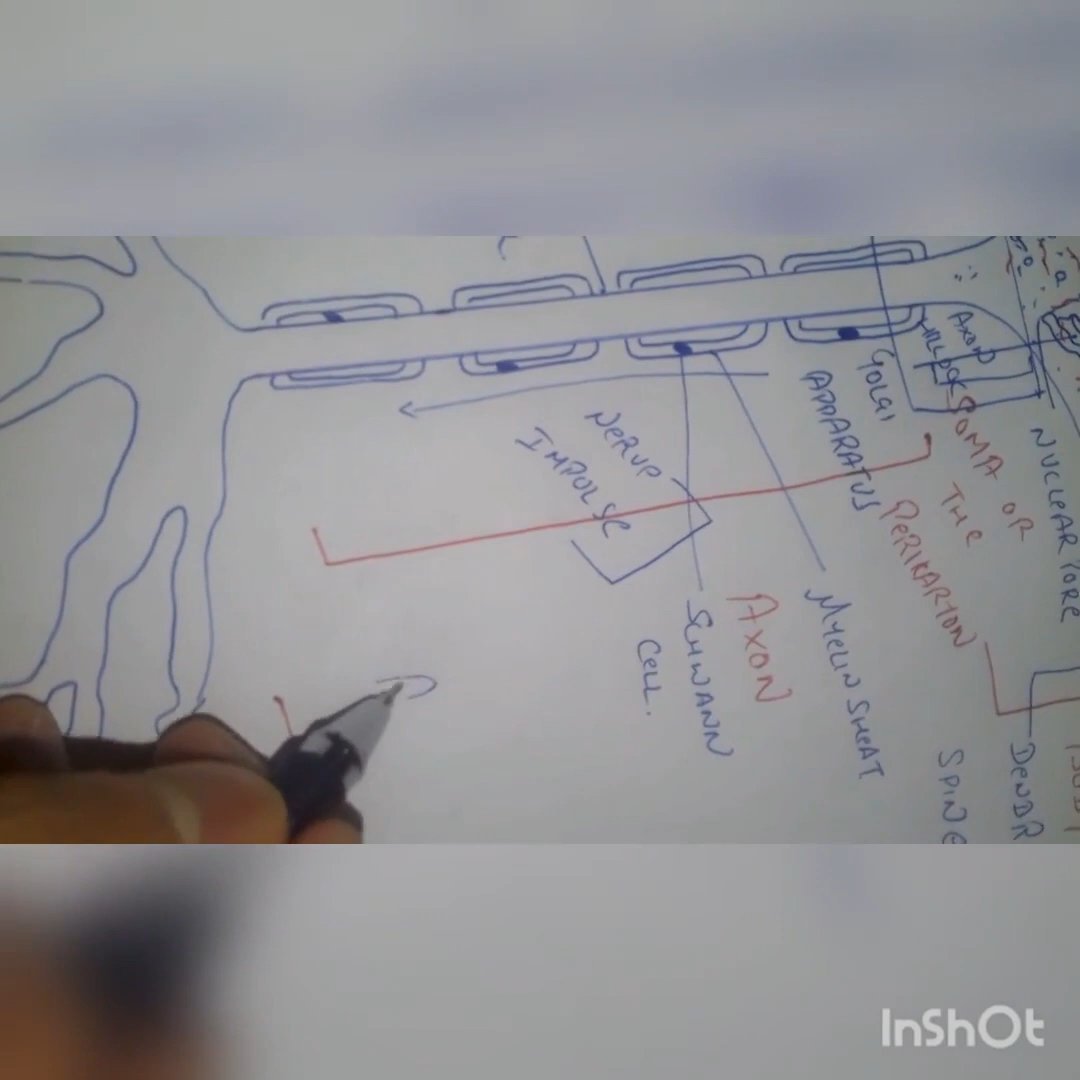 AXON
HILLOCK
GOLGI
APPARATUS
SOMA OR
THE
PERIKARYON
NUCLEAR PORE
NERVE
IMPULSE
AXON
MYELIN SHEAT
SCHWANN
CELL.
DENDR
SPINE
InShOt